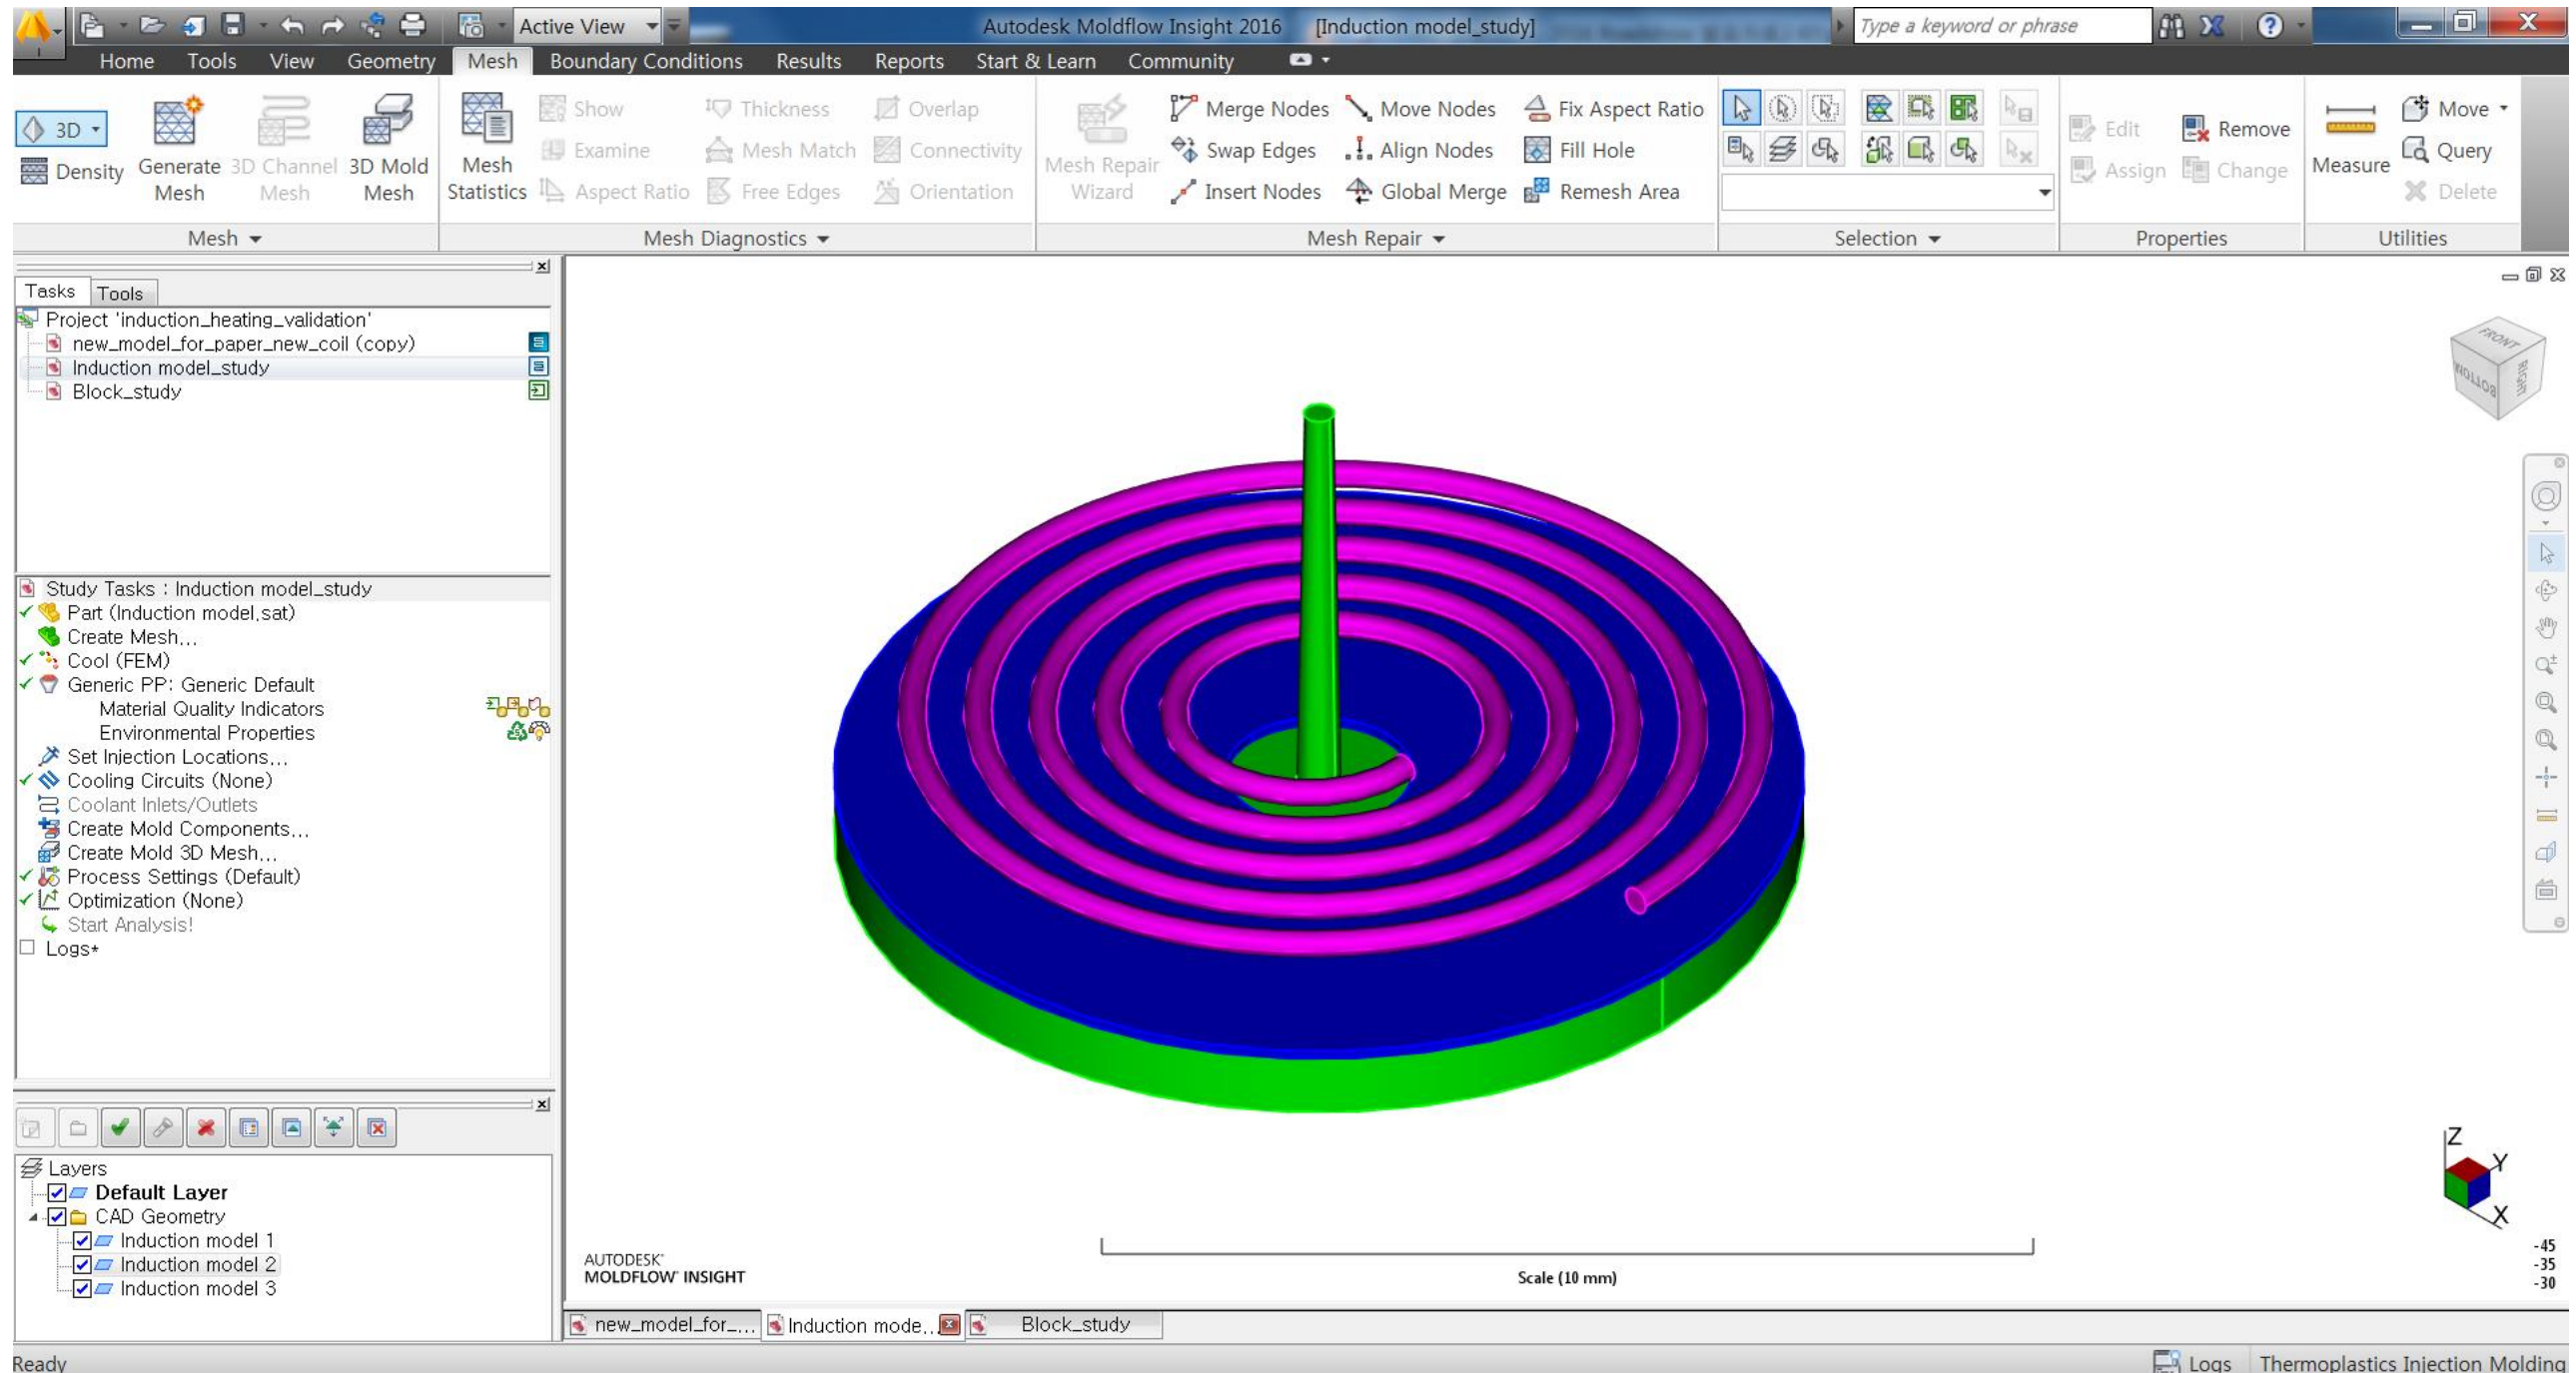 Active View
Autodesk Moldflow Insight 2016 [Induction model_study]
Type a keyword or phrase
Home Tools View Geometry Mesh Boundary Conditions Results Reports Start & Learn Community
3D
Density
Generate Mesh
3D Channel Mesh
3D Mold Mesh
Mesh
Mesh Statistics
Show Thickness Overlap
Examine Mesh Match Connectivity
Aspect Ratio Free Edges Orientation
Mesh Diagnostics
Mesh Repair Wizard
Merge Nodes Move Nodes Fix Aspect Ratio
Swap Edges Align Nodes Fill Hole
Insert Nodes Global Merge Remesh Area
Mesh Repair
Selection
Edit Remove
Assign Change
Properties
Measure
Move
Query
Delete
Utilities
Tasks Tools
Project 'induction_heating_validation'
new_model_for_paper_new_coil (copy)
Induction model_study
Block_study
Study Tasks : Induction model_study
Part (Induction model.sat)
Create Mesh...
Cool (FEM)
Generic PP: Generic Default
Material Quality Indicators
Environmental Properties
Set Injection Locations...
Cooling Circuits (None)
Coolant Inlets/Outlets
Create Mold Components...
Create Mold 3D Mesh...
Process Settings (Default)
Optimization (None)
Start Analysis!
Logs*
Layers
Default Layer
CAD Geometry
Induction model 1
Induction model 2
Induction model 3
FRONT
BOTTOM
RIGHT
Z
Y
X
-45
-35
-30
AUTODESK'
MOLDFLOW' INSIGHT
Scale (10 mm)
new_model_for_... Induction mode... Block_study
Ready
Logs Thermoplastics Injection Molding